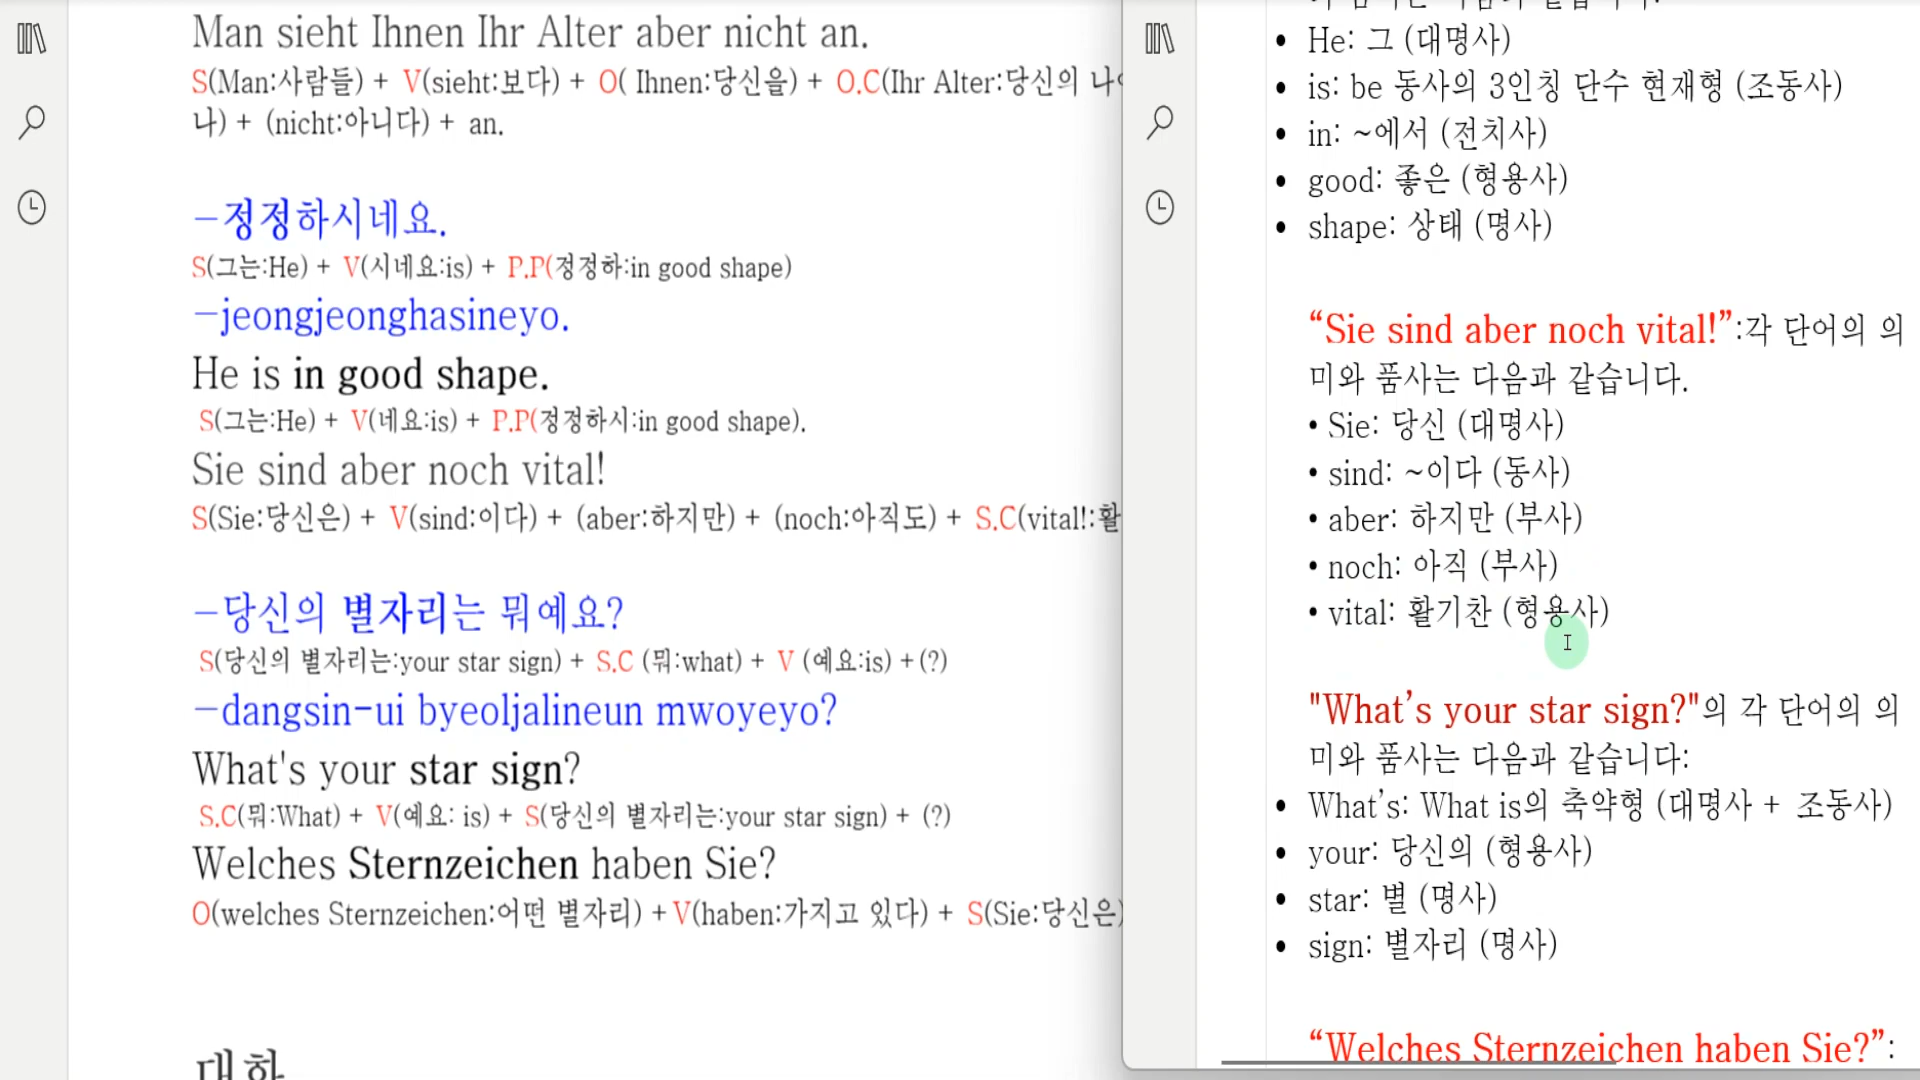 Man sieht Ihnen Ihr Alter aber nicht an.
S(Man:사람들) + V(sieht:보다) + O( Ihnen:당신을) + O.C(Ihr Alter:당신의
나) + (nicht:아니다) + an.
–정정하시네요.
S(그는:He) + V(시네요:is) + P.P(정정하:in good shape)
–jeongjeonghasineyo.
He is in good shape.
S(그는:He) + V(네요:is) + P.P(정정하시:in good shape).
Sie sind aber noch vital!
S(Sie:당신은) + V(sind:이다) + (aber:하지만) + (noch:아직도) + S.C(vital!:활
–당신의 별자리는 뭐예요?
S(당신의 별자리는:your star sign) + S.C (뭐:what) + V (예요:is) +(?)
–dangsin-ui byeoljalineun mwoyeyo?
What's your star sign?
S.C(뭐:What) + V(예요: is) + S(당신의 별자리는:your star sign) + (?)
Welches Sternzeichen haben Sie?
O(welches Sternzeichen:어떤 별자리) +V(haben:가지고 있다) + S(Sie:당신은)
• He: 그 (대명사)
• is: be 동사의 3인칭 단수 현재형 (조동사)
• in: ~에서 (전치사)
• good: 좋은 (형용사)
• shape: 상태 (명사)
“Sie sind aber noch vital!”:각 단어의 의
미와 품사는 다음과 같습니다.
• Sie: 당신 (대명사)
• sind: ~이다 (동사)
• aber: 하지만 (부사)
• noch: 아직 (부사)
• vital: 활기찬 (형용사)
"What’s your star sign?"의 각 단어의 의
미와 품사는 다음과 같습니다:
• What’s: What is의 축약형 (대명사 + 조동사)
• your: 당신의 (형용사)
• star: 별 (명사)
• sign: 별자리 (명사)
“Welches Sternzeichen haben Sie?”: